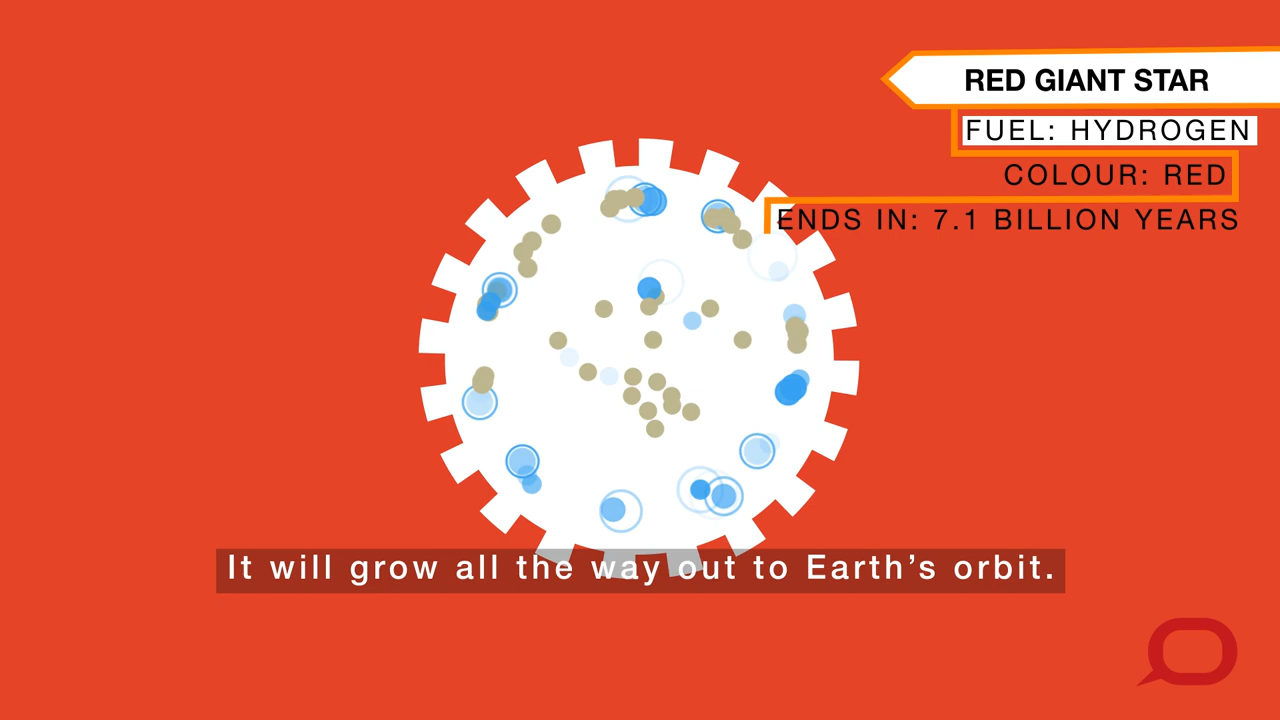 RED GIANT STAR
FUEL: HYDROGEN
COLOUR: RED
ENDS IN: 7.1 BILLION YEARS
It will grow all the way out to Earth’s orbit.